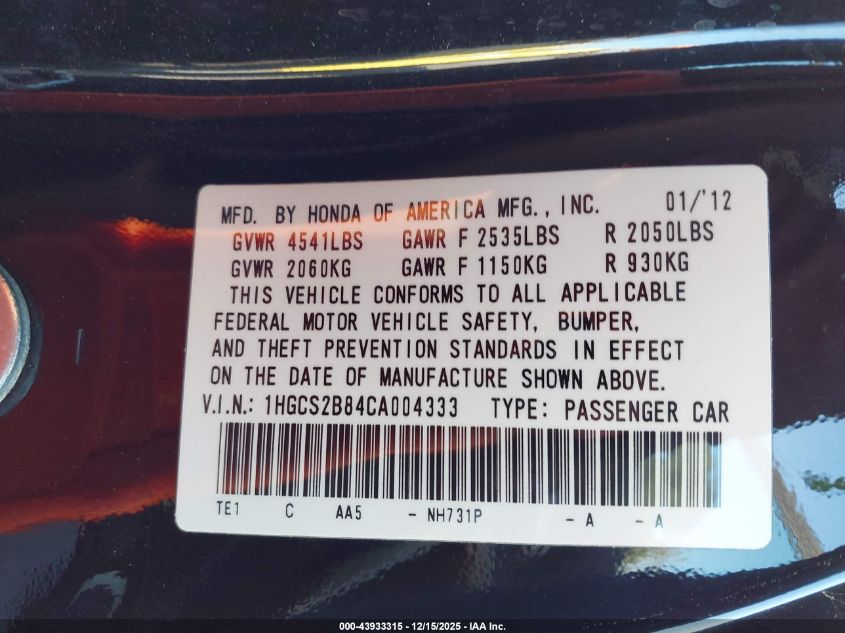 MFD. BY HONDA OF AMERICA MFG., INC. 01/'12
GVWR 4541LBS GAWR F 2535LBS R 2050LBS
GVWR 2060KG GAWR F 1150KG R 930KG
THIS VEHICLE CONFORMS TO ALL APPLICABLE
FEDERAL MOTOR VEHICLE SAFETY, BUMPER,
AND THEFT PREVENTION STANDARDS IN EFFECT
ON THE DATE OF MANUFACTURE SHOWN ABOVE.
V.I.N.: 1HGCS2B84CA004333 TYPE: PASSENGER CAR
TE1 C AA5 - NH731P - A - A
000-43933315 - 12/15/2025 - IAA Inc.